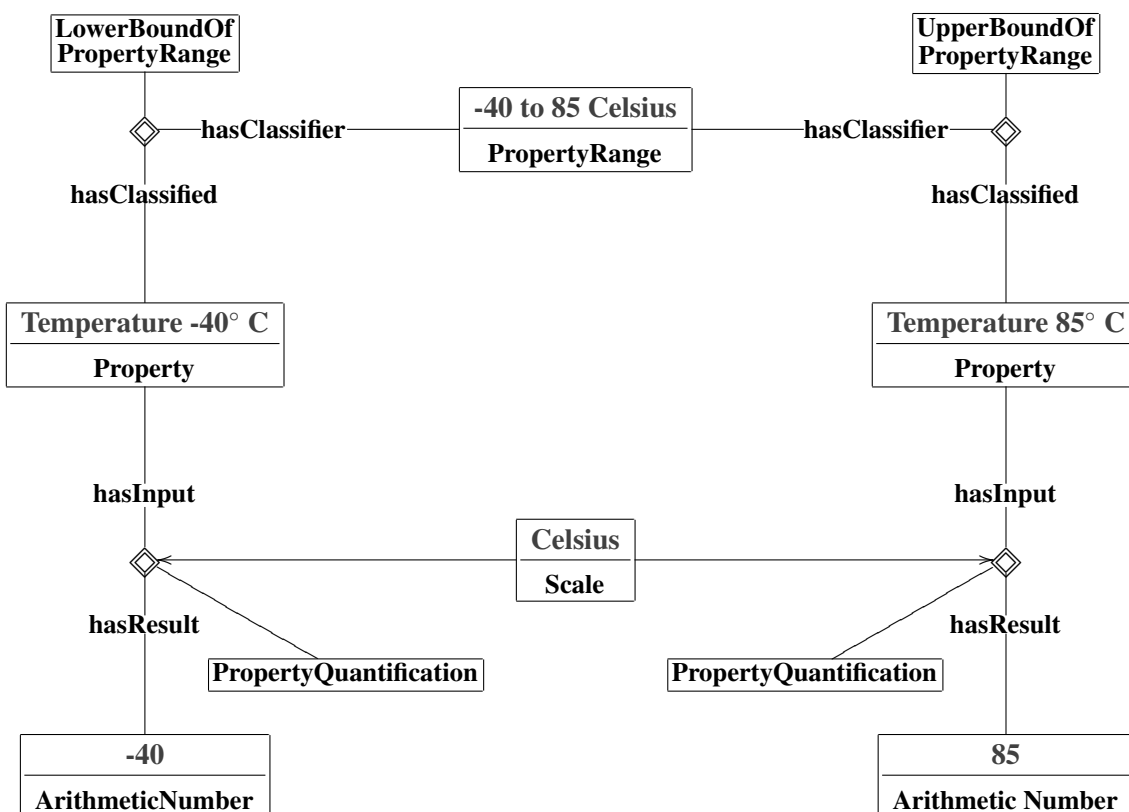 LowerBoundOf
PropertyRange
UpperBoundOf
PropertyRange
-40 to 85 Celsius
PropertyRange
hasClassifier
hasClassifier
hasClassified
hasClassified
Temperature -40° C
Property
Temperature 85° C
Property
hasInput
hasInput
Celsius
Scale
hasResult
hasResult
PropertyQuantification
PropertyQuantification
-40
ArithmeticNumber
85
Arithmetic Number